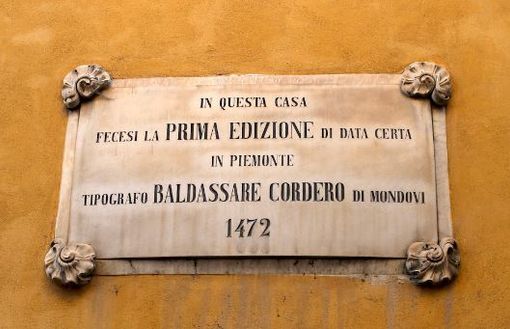 IN QUESTA CASA
FECESI LA PRIMA EDIZIONE DI DATA CERTA
IN PIEMONTE
TIPOGRAFO BALDASSARE CORDERO DI MONDOVI
1472